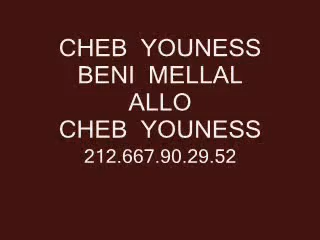 CHEB YOUNESS
BENI MELLAL
ALLO
CHEB YOUNESS
212.667.90.29.52